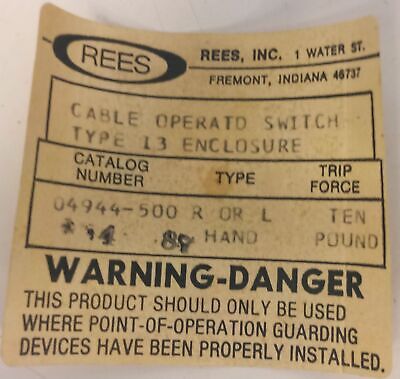 REES
REES, INC. 1 WATER ST.
FREMONT, INDIANA 46737
CABLE OPERATD SWITCH
TYPE 13 ENCLOSURE
CATALOG NUMBER TYPE TRIP FORCE
04944-500 R OR L TEN
HAND POUND
WARNING-DANGER
THIS PRODUCT SHOULD ONLY BE USED
WHERE POINT-OF-OPERATION GUARDING
DEVICES HAVE BEEN PROPERLY INSTALLED.